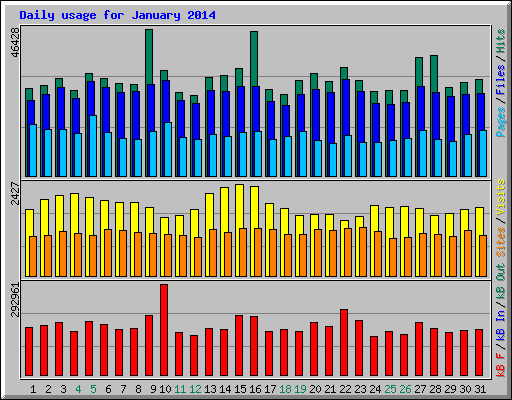 Daily usage for January 2014
46428
2427
292961
Pages / Files / Hits
Sites / Visits
kB F / kB In / kB Out
1 2 3 4 5 6 7 8 9 10 11 12 13 14 15 16 17 18 19 20 21 22 23 24 25 26 27 28 29 30 31